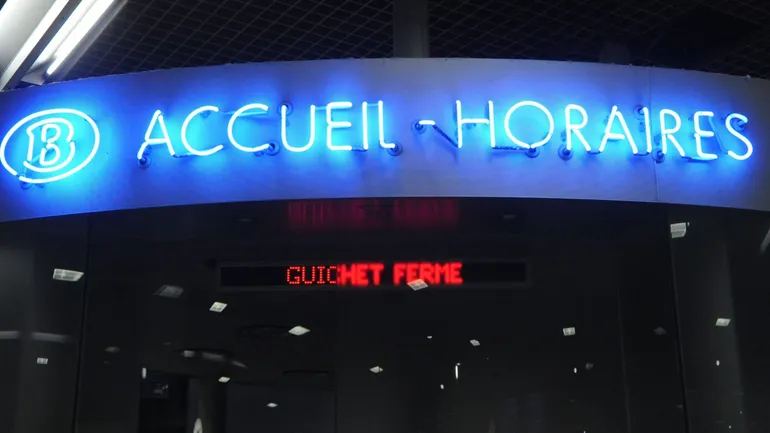 B ACCUEIL - HORAIRES
GUICHET FERME